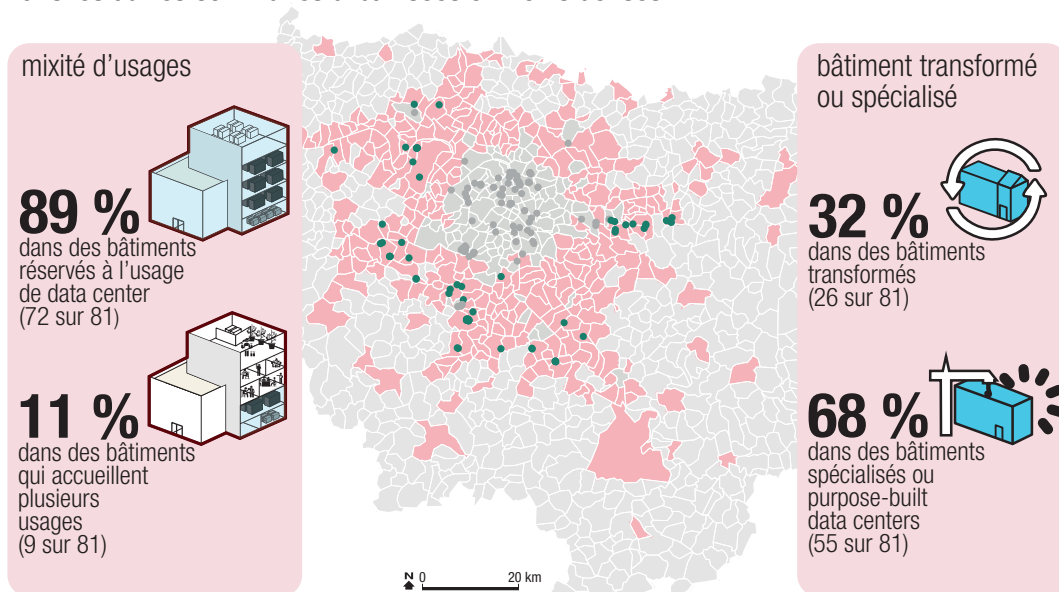 mixité d'usages
89 %
dans des bâtiments
réservés à l'usage
de data center
(72 sur 81)
11 %
dans des bâtiments
qui accueillent
plusieurs
usages
(9 sur 81)
N 0 20 km
bâtiment transformé
ou spécialisé
32 %
dans des bâtiments
transformés
(26 sur 81)
68 %
dans des bâtiments
spécialisés ou
purpose-built
data centers
(55 sur 81)